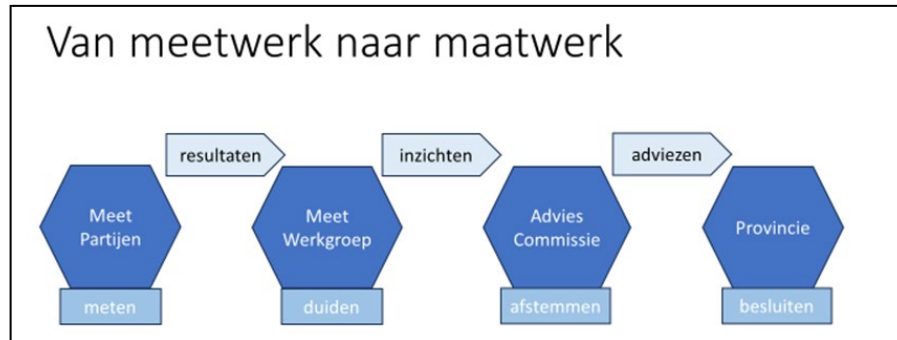 Van meetwerk naar maatwerk
resultaten
inzichten
adviezen
Meet
Partijen
Meet
Werkgroep
Advies
Commissie
Provincie
meten
duiden
afstemmen
besluiten